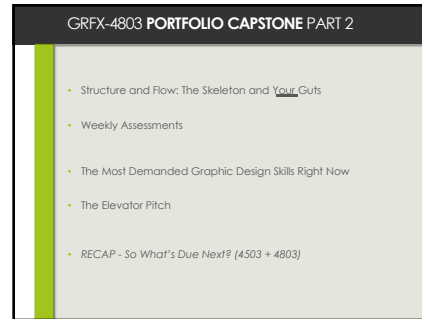 GRFX-4803 PORTFOLIO CAPSTONE PART 2
• Structure and Flow: The Skeleton and Your Guts
• Weekly Assessments
• The Most Demanded Graphic Design Skills Right Now
• The Elevator Pitch
• RECAP - So What's Due Next? (4503 + 4803)